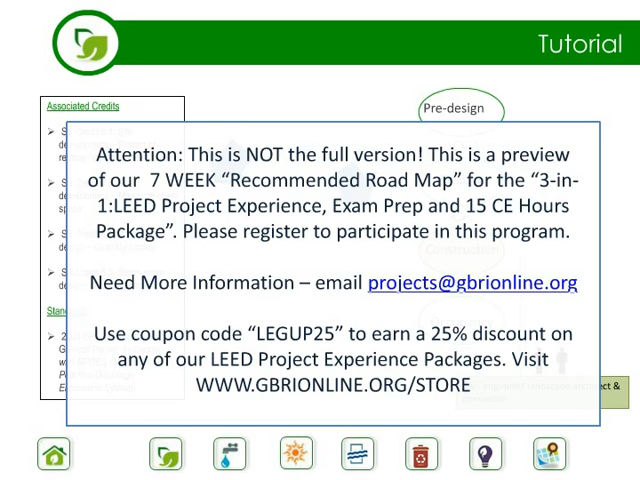 Tutorial
Associated Credits
Pre-design
Attention: This is NOT the full version! This is a preview
of our 7 WEEK “Recommended Road Map” for the “3-in-
1:LEED Project Experience, Exam Prep and 15 CE Hours
Package”. Please register to participate in this program.
Need More Information – email projects@gbrionline.org
Use coupon code “LEGUP25” to earn a 25% discount on
any of our LEED Project Experience Packages. Visit
WWW.GBRIONLINE.ORG/STORE